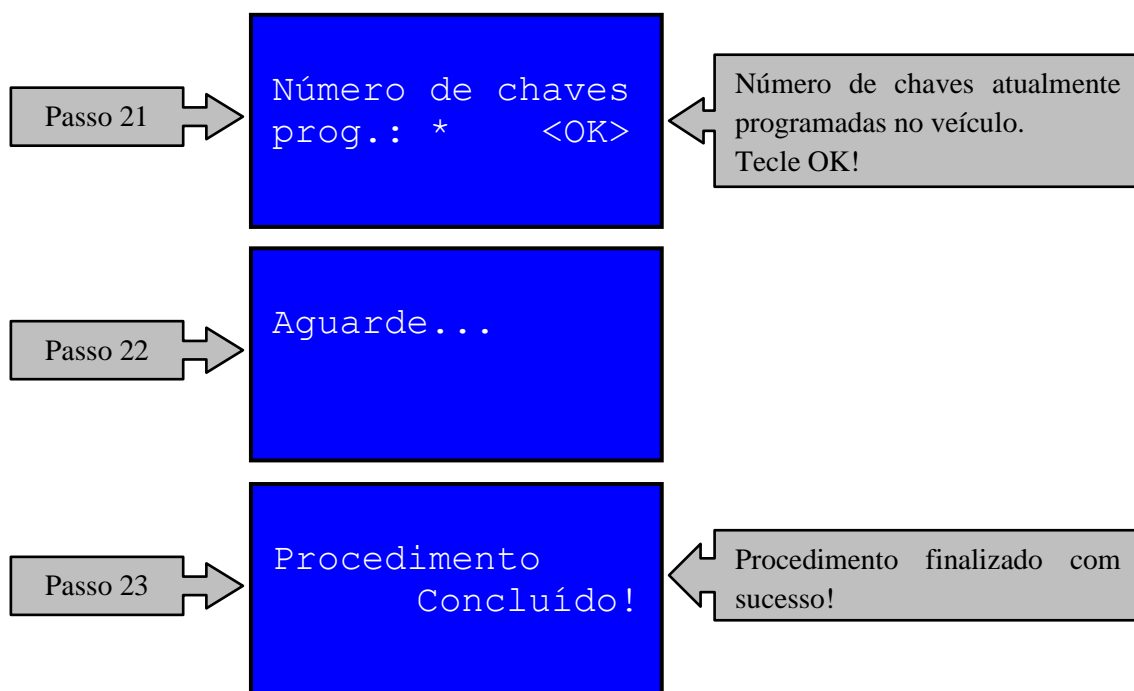 Passo 21
Número de chaves
prog.: * <OK>
Número de chaves atualmente
programadas no veículo.
Tecle OK!
Passo 22
Aguarde...
Passo 23
Procedimento
Concluído!
Procedimento finalizado com
sucesso!